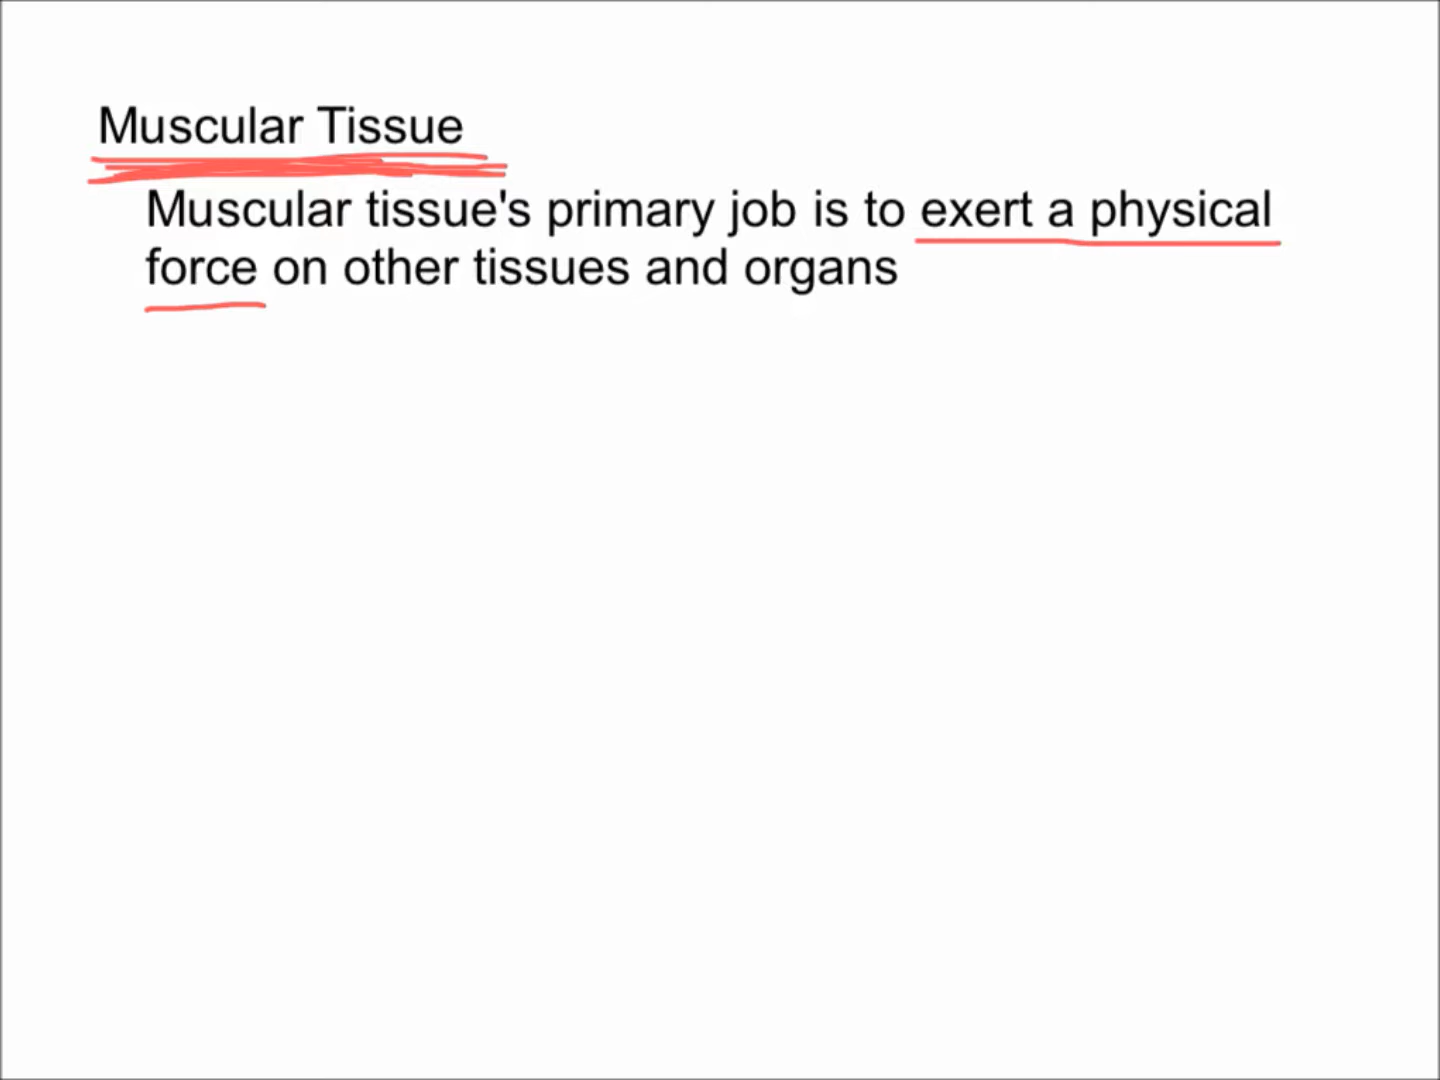 Muscular Tissue
Muscular tissue's primary job is to exert a physical
force on other tissues and organs